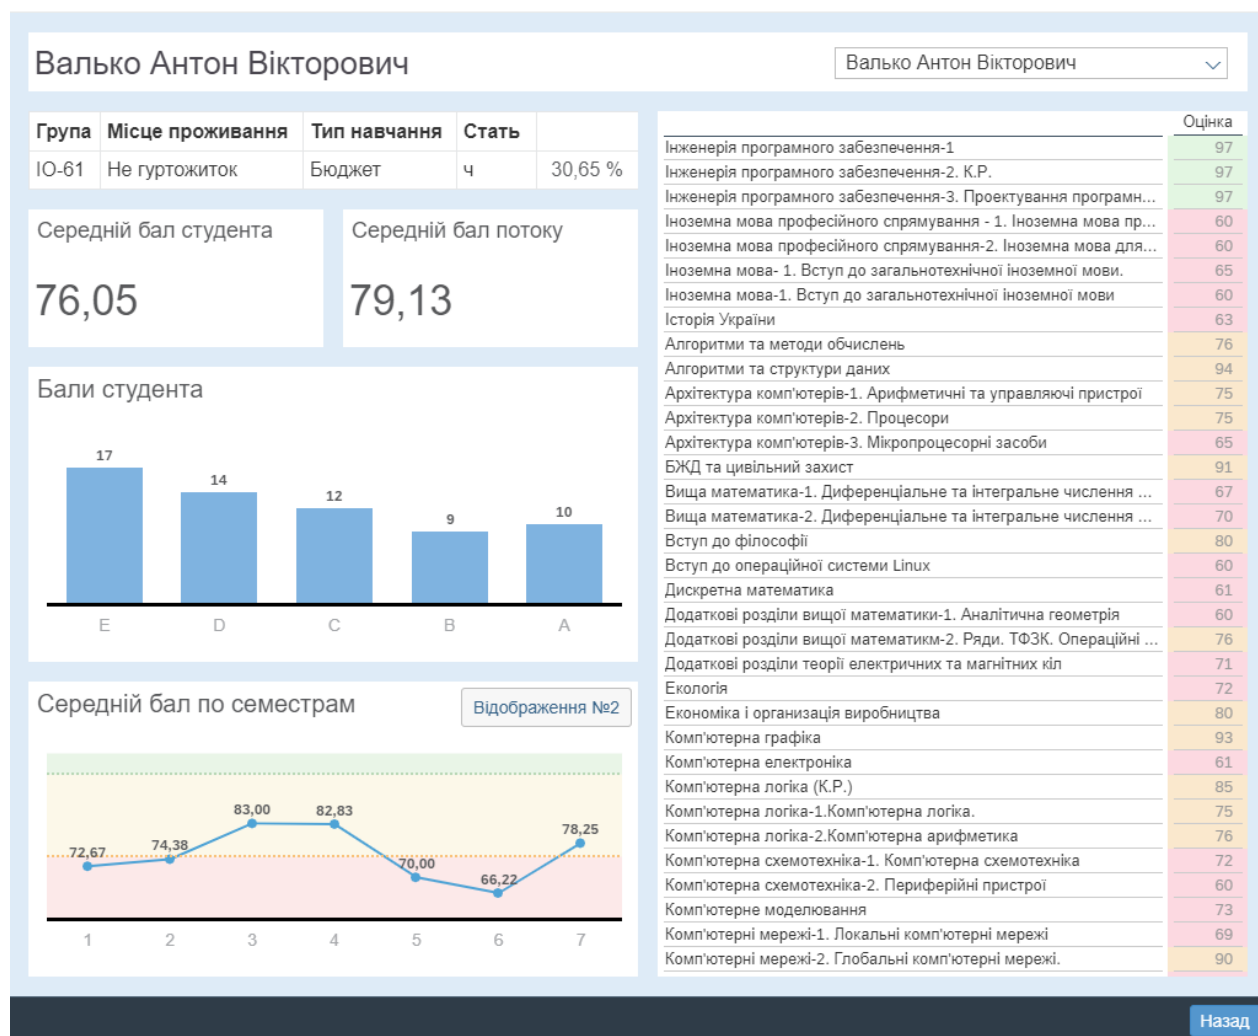 Валько Антон Вікторович
Валько Антон Вікторович
Група Місце проживання Тип навчання Стать
ІО-61 Не гуртожиток Бюджет ч 30,65 %
Середній бал студента
76,05
Середній бал потоку
79,13
Бали студента
17
14
12
9
10
E D C B A
Середній бал по семестрам
Відображення №2
72,67
74,38
83,00
82,83
70,00
66,22
78,25
1 2 3 4 5 6 7
Оцінка
Інженерія програмного забезпечення-1 97
Інженерія програмного забезпечення-2. К.Р. 97
Інженерія програмного забезпечення-3. Проектування програмн... 97
Іноземна мова професійного спрямування - 1. Іноземна мова пр... 60
Іноземна мова професійного спрямування-2. Іноземна мова для... 60
Іноземна мова- 1. Вступ до загальнотехнічної іноземної мови. 65
Іноземна мова-1. Вступ до загальнотехнічної іноземної мови 60
Історія України 63
Алгоритми та методи обчислень 76
Алгоритми та структури даних 94
Архітектура комп'ютерів-1. Арифметичні та управляючі пристрої 75
Архітектура комп'ютерів-2. Процесори 75
Архітектура комп'ютерів-3. Мікропроцесорні засоби 65
БЖД та цивільний захист 91
Вища математика-1. Диференціальне та інтегральне числення ... 67
Вища математика-2. Диференціальне та інтегральне числення ... 70
Вступ до філософії 80
Вступ до операційної системи Linux 60
Дискретна математика 61
Додаткові розділи вищої математики-1. Аналітична геометрія 60
Додаткові розділи вищої математикм-2. Ряди. ТФЗК. Операційні ... 76
Додаткові розділи теорії електричних та магнітних кіл 71
Екологія 72
Економіка і организація виробництва 80
Комп'ютерна графіка 93
Комп'ютерна електроніка 61
Комп'ютерна логіка (К.Р.) 85
Комп'ютерна логіка-1.Комп'ютерна логіка. 75
Комп'ютерна логіка-2.Комп'ютерна арифметика 76
Комп'ютерна схемотехніка-1. Комп'ютерна схемотехніка 72
Комп'ютерна схемотехніка-2. Периферійні пристрої 60
Комп'ютерне моделювання 73
Комп'ютерні мережі-1. Локальні комп'ютерні мережі 69
Комп'ютерні мережі-2. Глобальні комп'ютерні мережі. 90
Назад